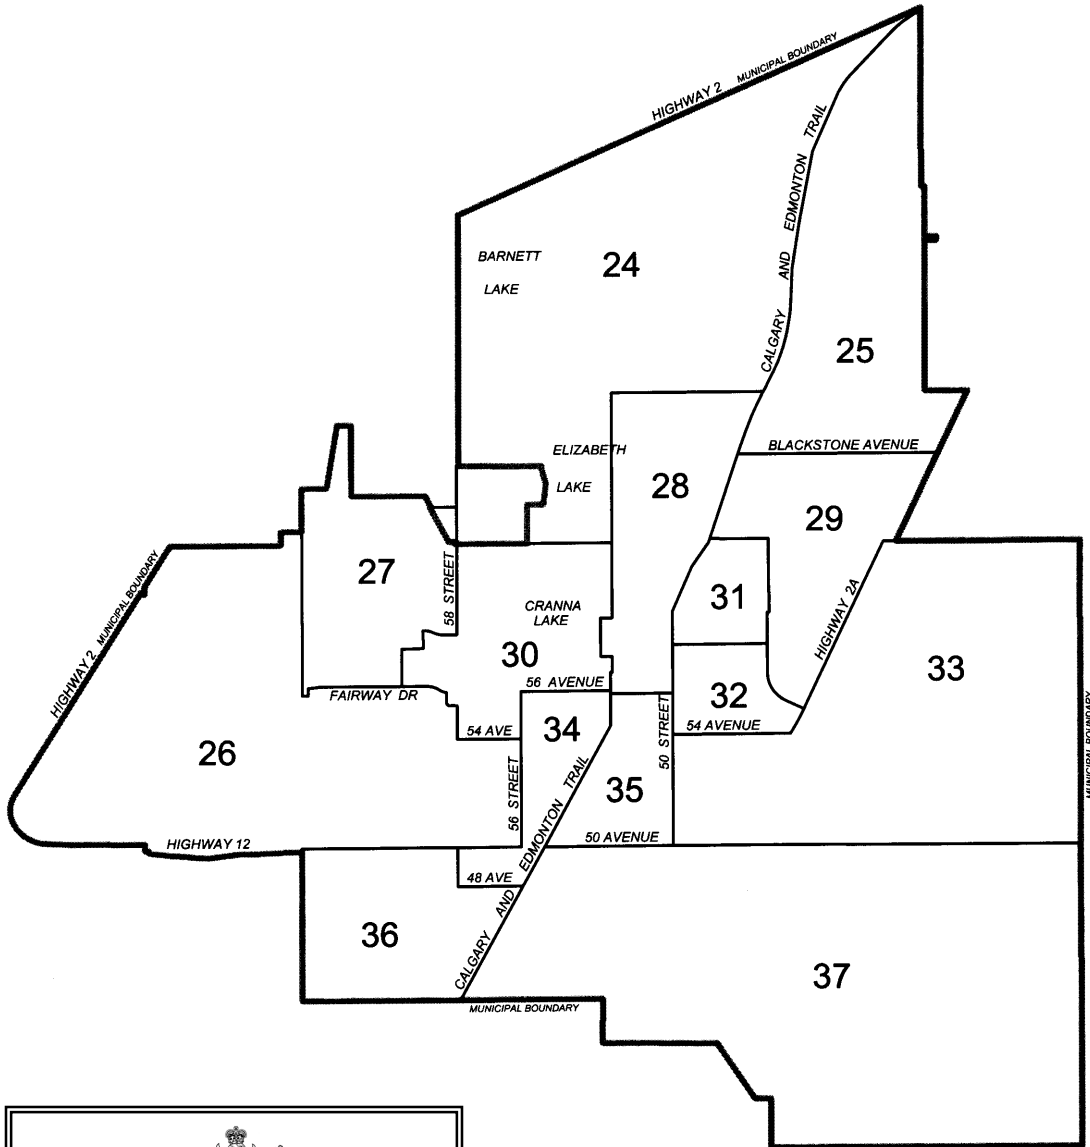 HIGHWAY 2 MUNICIPAL BOUNDARY
CALGARY AND EDMONTON TRAIL
BARNETT
LAKE
24
25
BLACKSTONE AVENUE
ELIZABETH
LAKE
28
29
HIGHWAY 2 MUNICIPAL BOUNDARY
27
58 STREET
CRANNA
LAKE
30
31
HIGHWAY 2A
33
MUNICIPAL BOUNDARY
FAIRWAY DR
56 AVENUE
32
54 AVENUE
54 AVE
34
50 STREET
26
56 STREET
35
CALGARY AND EDMONTON TRAIL
50 AVENUE
HIGHWAY 12
48 AVE
36
37
MUNICIPAL BOUNDARY